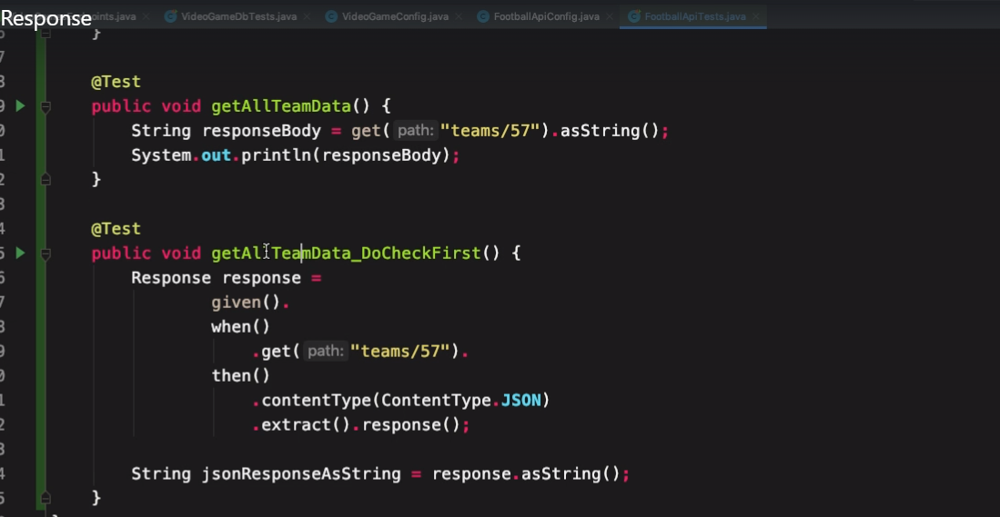 Response
oints.java VideoGameDbTests.java VideoGameConfig.java FootballApiConfig.java FootballApiTests.java
}
@Test
public void getAllTeamData() {
String responseBody = get( path: "teams/57").asString();
System.out.println(responseBody);
}
@Test
public void getAllTeamData_DoCheckFirst() {
Response response =
given().
when()
.get( path: "teams/57").
then()
.contentType(ContentType.JSON)
.extract().response();
String jsonResponseAsString = response.asString();
}